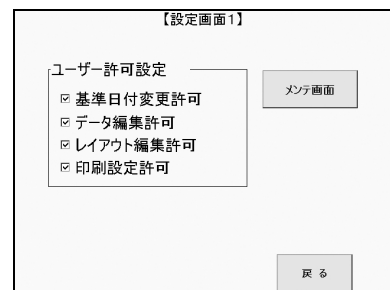 【設定画面1】
ユーザー許可設定
基準日付変更許可
データ編集許可
レイアウト編集許可
印刷設定許可
メンテ画面
戻 る